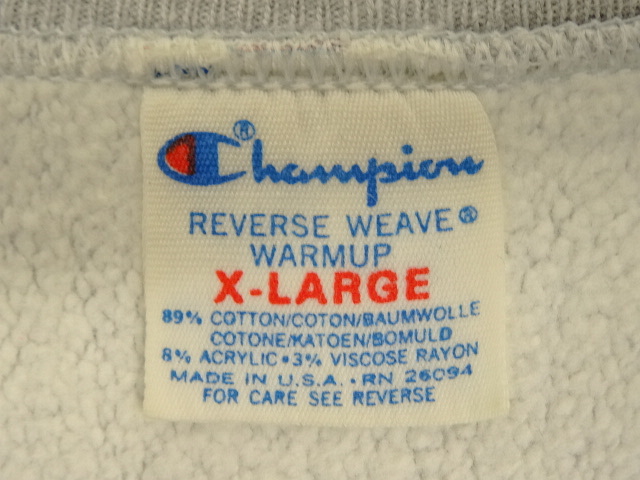 Champion®
REVERSE WEAVE®
WARMUP
X-LARGE
89% COTTON/COTON/BAUMWOLLE
COTONE/KATOEN/BOMULD
8% ACRYLIC•3% VISCOSE RAYON
MADE IN U.S.A. • RN 26094
FOR CARE SEE REVERSE